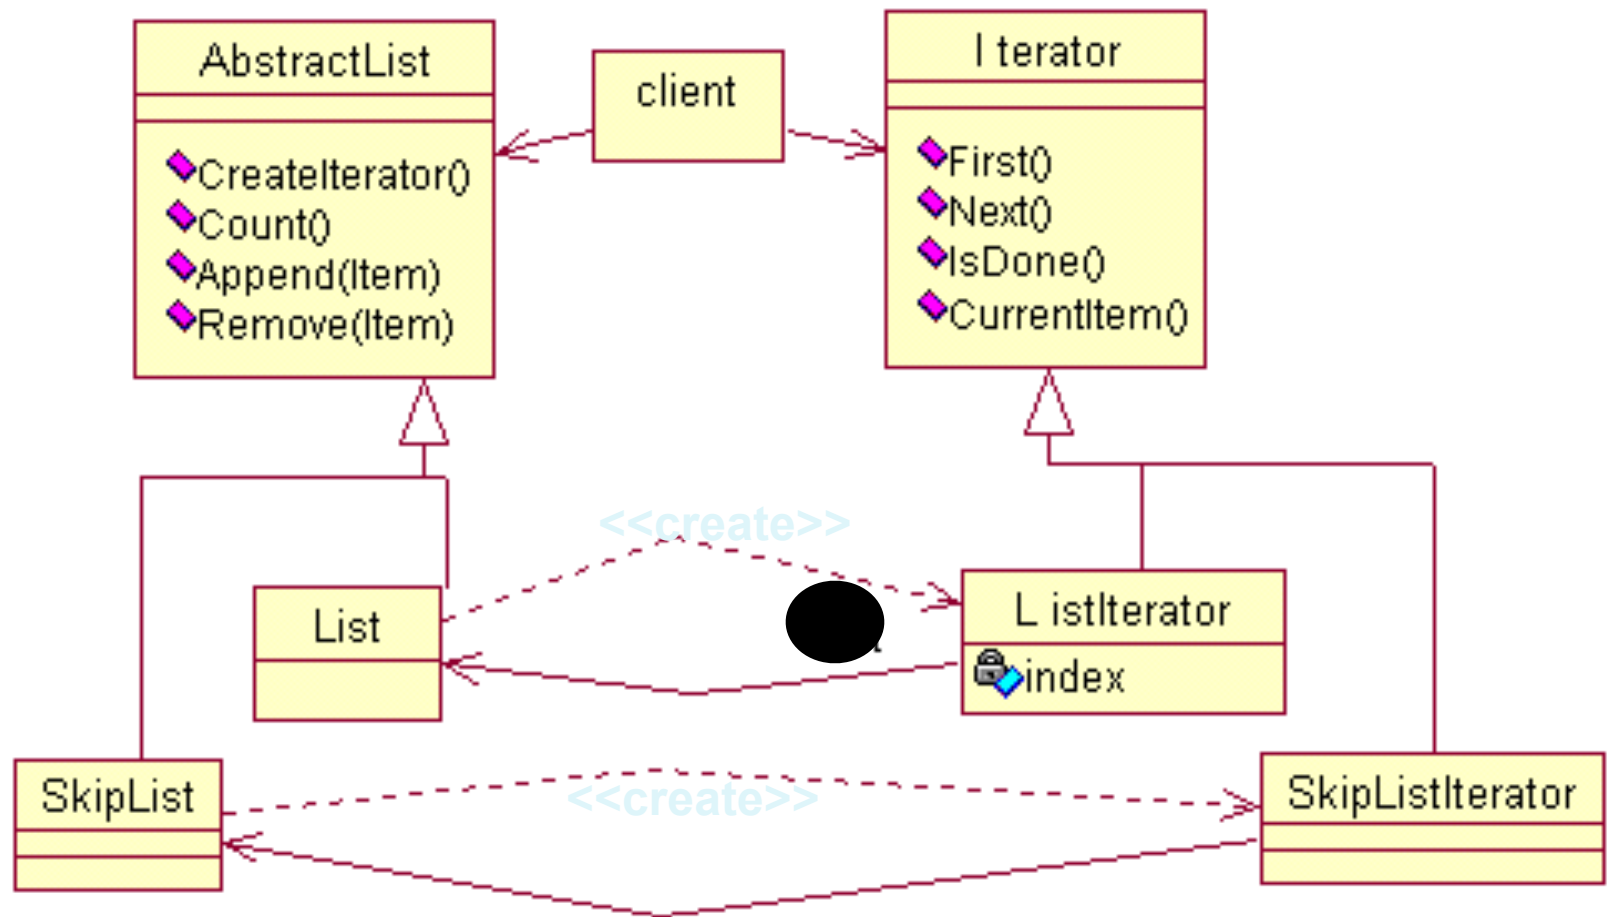 AbstractList
CreateIterator()
Count()
Append(Item)
Remove(Item)
client
I terator
First()
Next()
IsDone()
CurrentItem()
<<create>>
List
L istIterator
index
SkipList
<<create>>
SkipListIterator